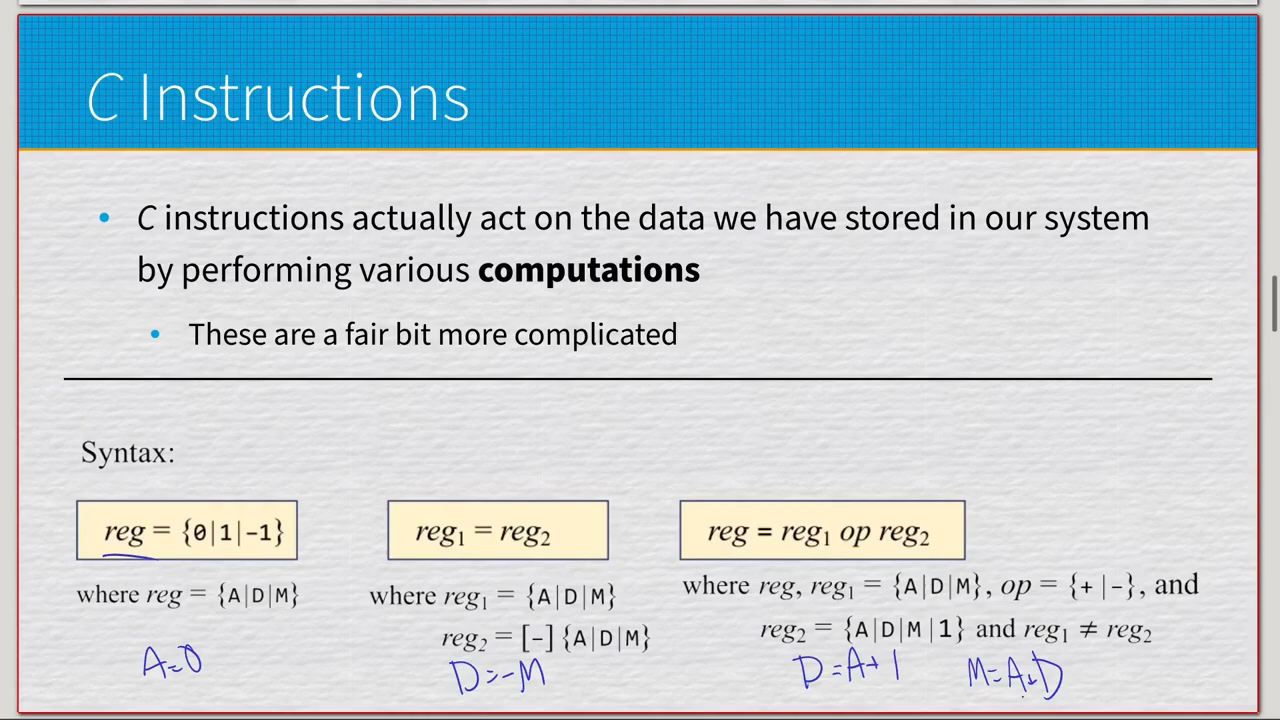 C Instructions
• C instructions actually act on the data we have stored in our system
by performing various computations
• These are a fair bit more complicated
Syntax:
reg = {0|1|-1}
where reg = {A|D|M}
A=0
reg₁ = reg₂
where reg₁ = {A|D|M}
reg₂ = [-]{A|D|M}
D=-M
reg = reg₁ op reg₂
where reg, reg₁ = {A|D|M}, op = {+|-}, and
reg₂ = {A|D|M|1} and reg₁ ≠ reg₂
D=A+1 M=A+D